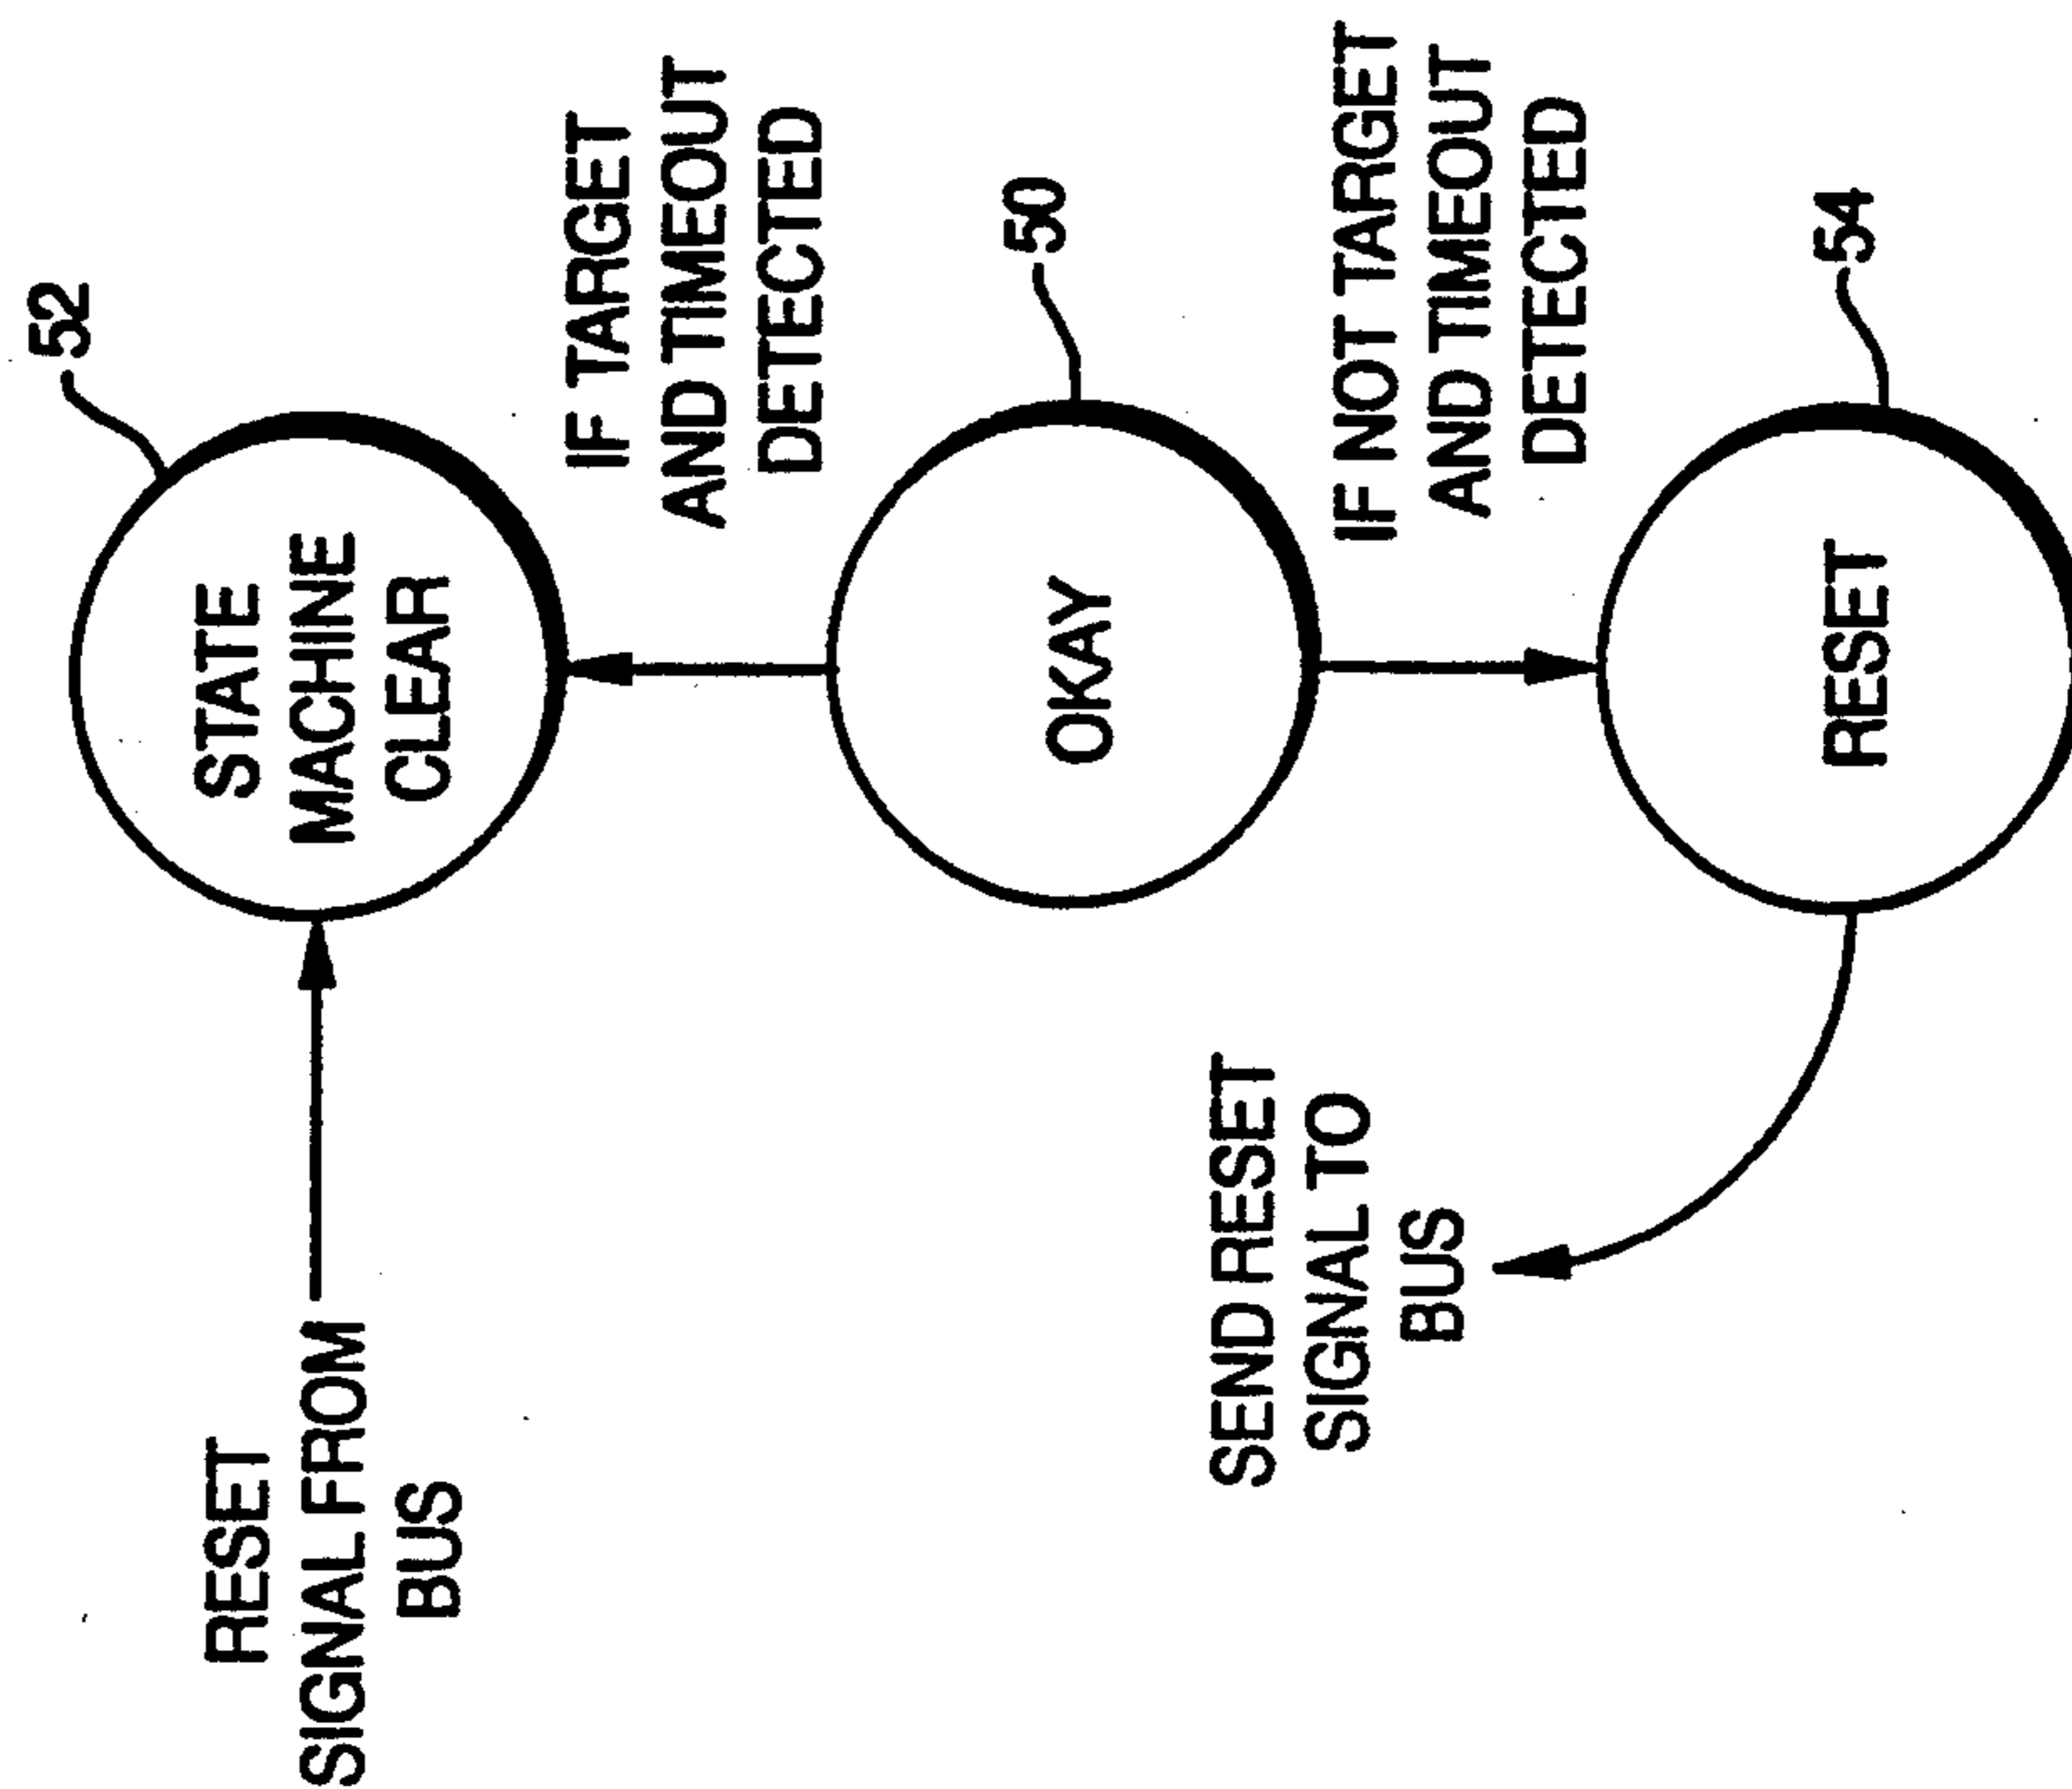 52
STATE
MACHINE
CLEAR
RESET
SIGNAL FROM
BUS
IF TARGET
AND TIMEOUT
DETECTED
50
OKAY
SEND RESET
SIGNAL TO
BUS
IF NOT TARGET
AND TIMEOUT
DETECTED
54
RESET